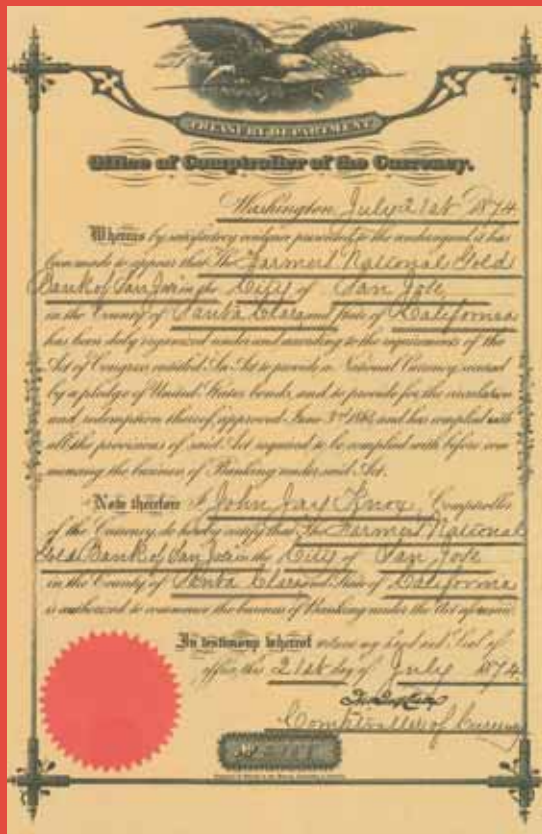 TREASURY DEPARTMENT
Office of Comptroller of the Currency.
Washington, July 21st 1874.
Whereas by satisfactory evidence presented to the undersigned, it has
been made to appear that The Farmers National Gold
Bank of San Jose in the City of San Jose
in the County of Santa Clara and State of California
has been duly organized under and according to the requirements of the
Act of Congress entitled An Act to provide a National Currency, secured
by a pledge of United States bonds, and to provide for the circulation
and redemption thereof, approved June 3rd 1864, and has complied with
all the provisions of said Act required to be complied with before com
mencing the business of Banking under said Act.
Now therefore I John Jay Knox, Comptroller
of the Currency, do hereby certify that The Farmers National
Gold Bank of San Jose in the City of San Jose
in the County of Santa Clara and State of California
is authorized to commence the business of Banking under the Act aforesaid.
In testimony whereof witness my hand and Seal of
office this 21st day of July 1874
Jno Jay Knox
Comptroller of Currency